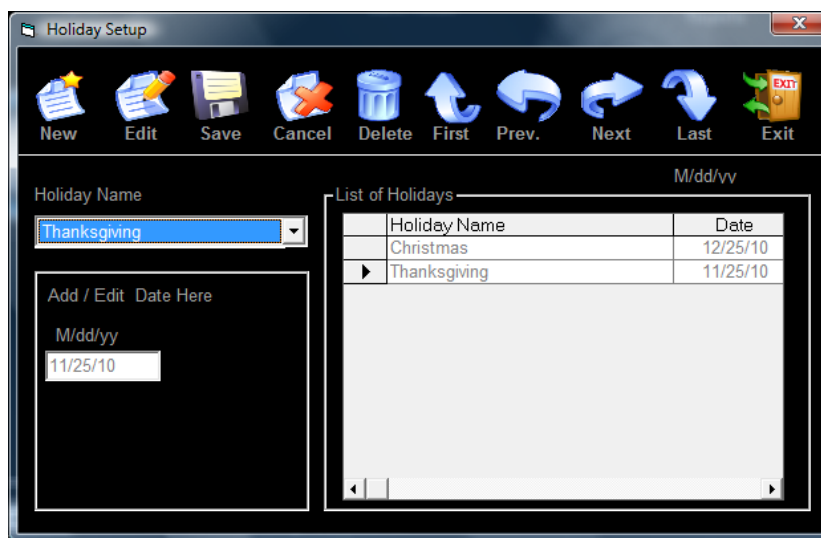 Holiday Setup
EXIT
New Edit Save Cancel Delete First Prev. Next Last Exit
M/dd/yy
Holiday Name
List of Holidays
Thanksgiving
Holiday Name Date
Christmas 12/25/10
Thanksgiving 11/25/10
Add / Edit Date Here
M/dd/yy
11/25/10